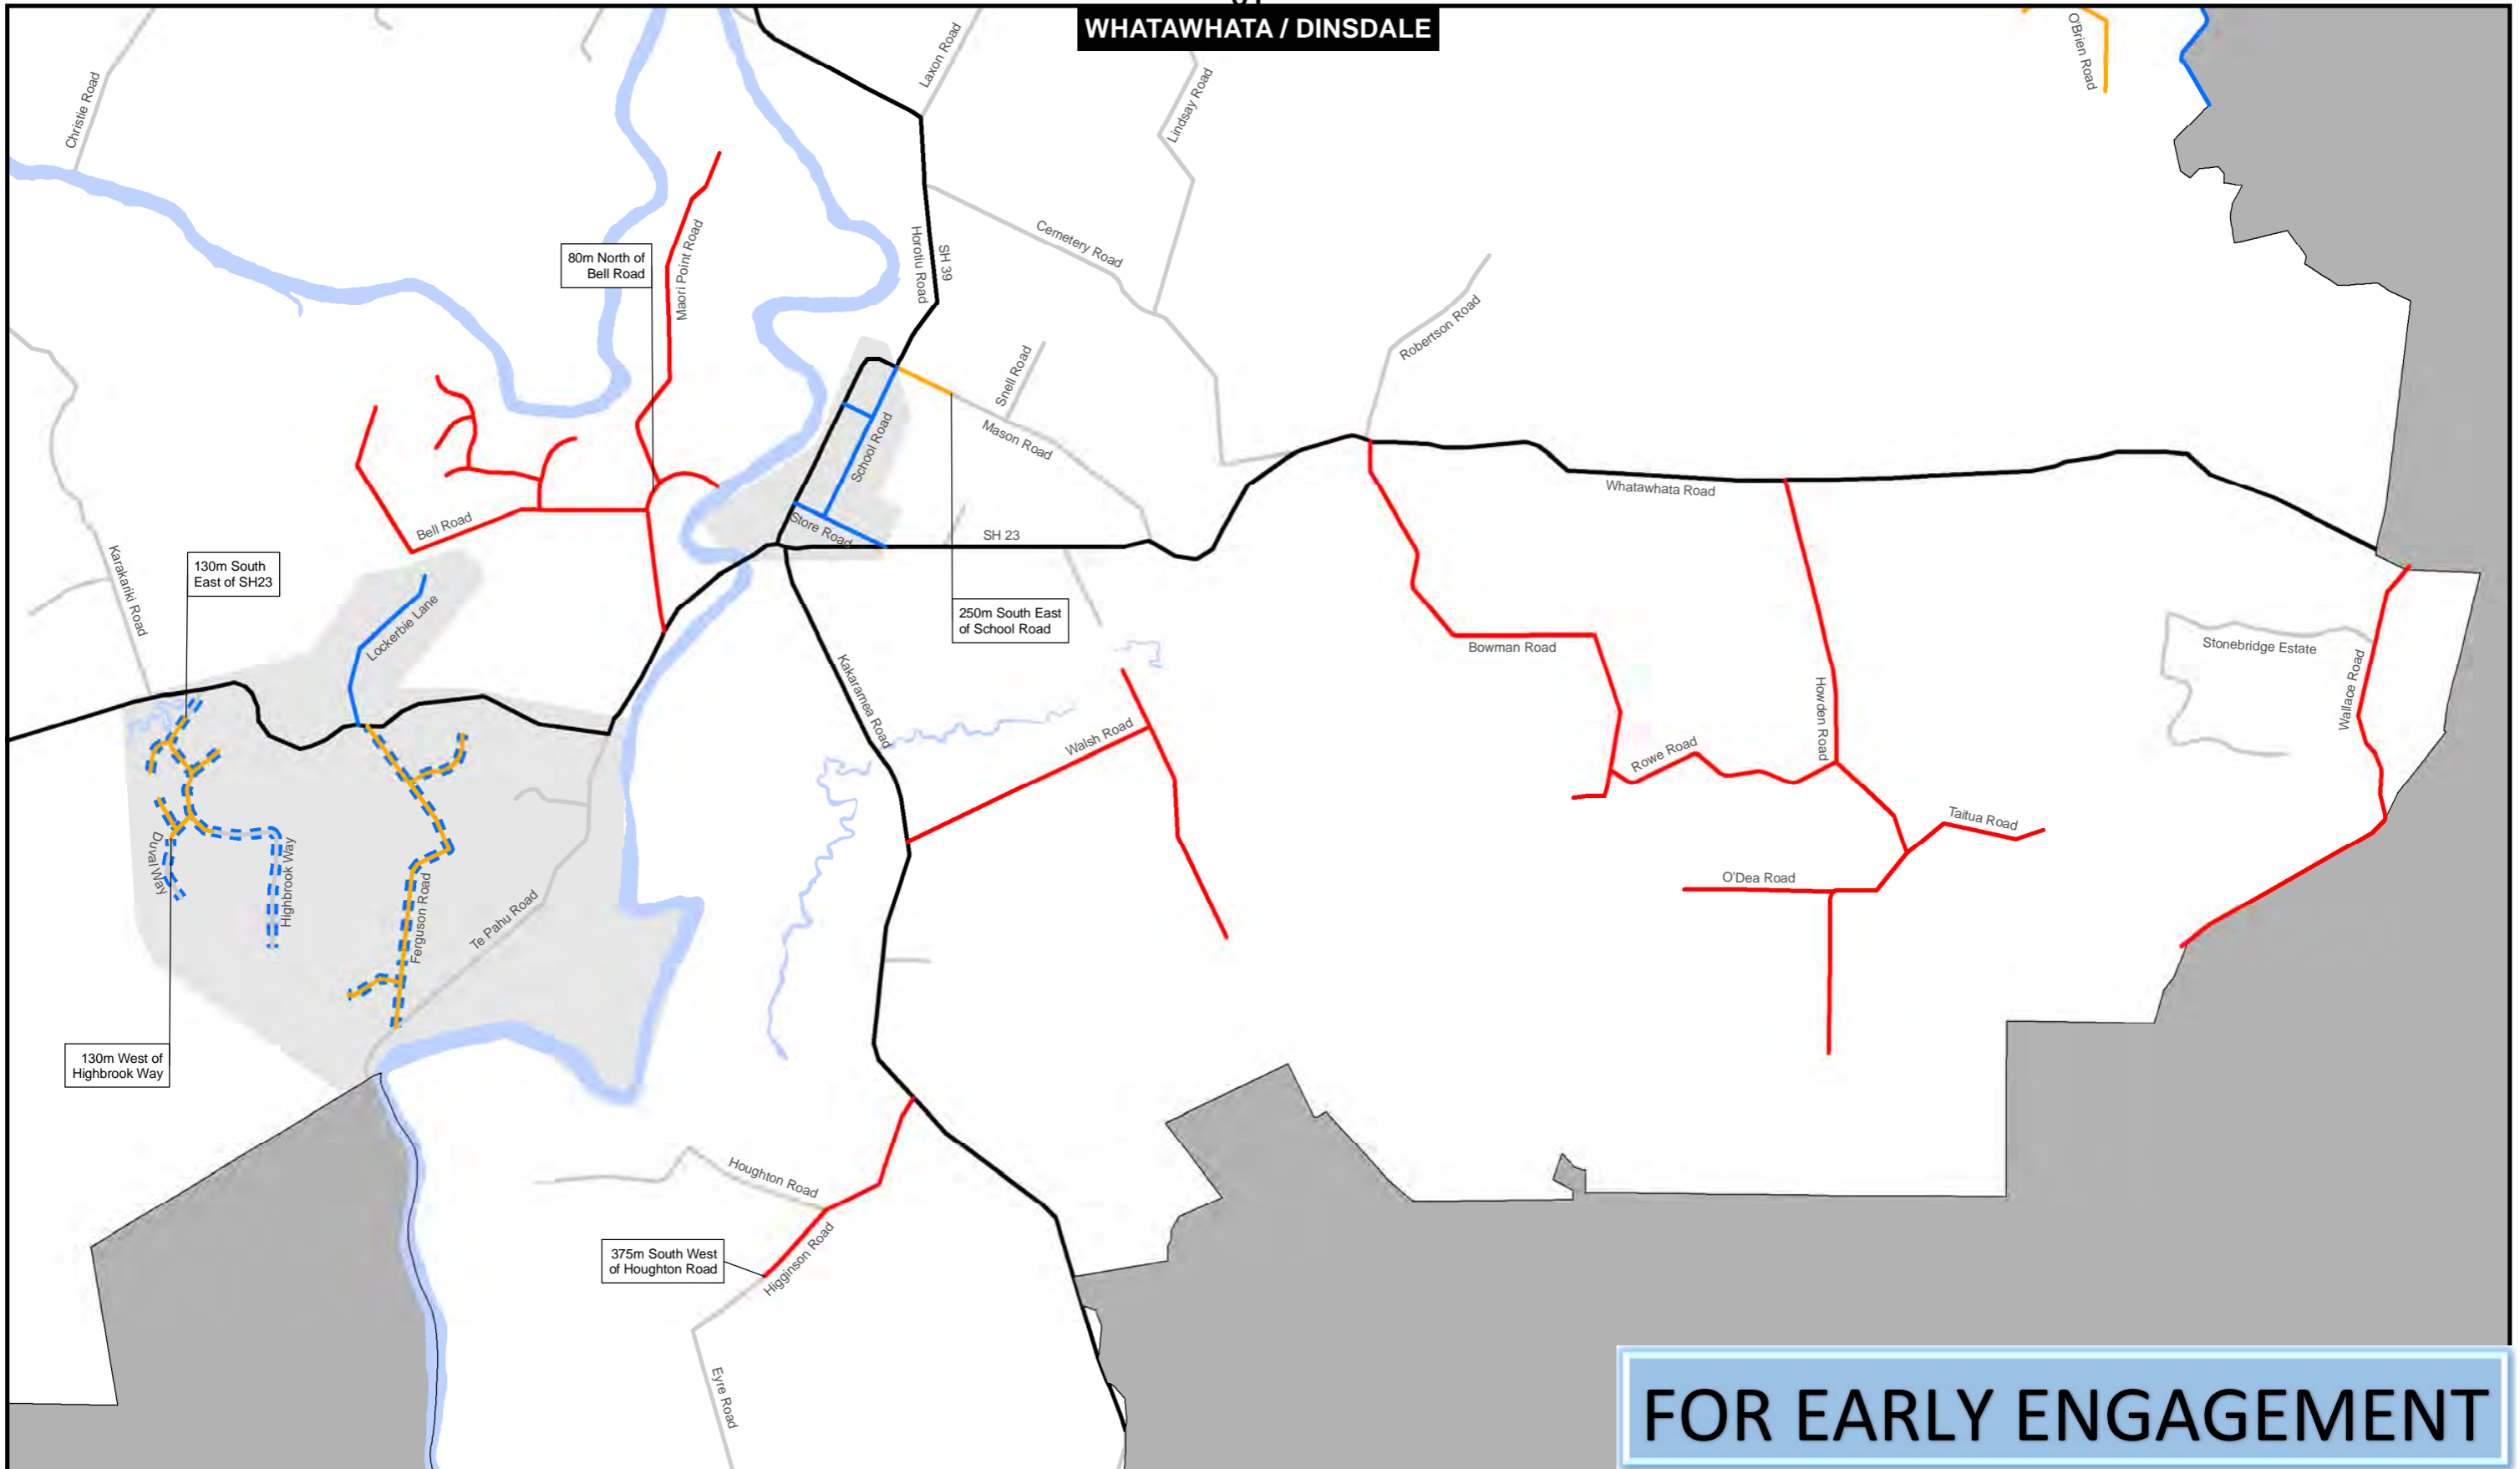 WHATAWHATA / DINSDALE
O'Brien Road
Laxon Road
Christie Road
Lindsay Road
Cemetery Road
Maori Point Road
Horotiu Road
SH 39
80m North of
Bell Road
Robertson Road
Snell Road
Mason Road
School Road
Store Road
SH 23
Whatawhata Road
Bell Road
Karakariki Road
130m South
East of SH23
Lockerbie Lane
250m South East
of School Road
Bowman Road
Stonebridge Estate
Wallace Road
Howden Road
Kakaramea Road
Walsh Road
Rowe Road
Taitua Road
O'Dea Road
Duval Way
Highbrook Way
Ferguson Road
Te Pahu Road
130m West of
Highbrook Way
Houghton Road
375m South West
of Houghton Road
Higginson Road
Eyre Road
FOR EARLY ENGAGEMENT